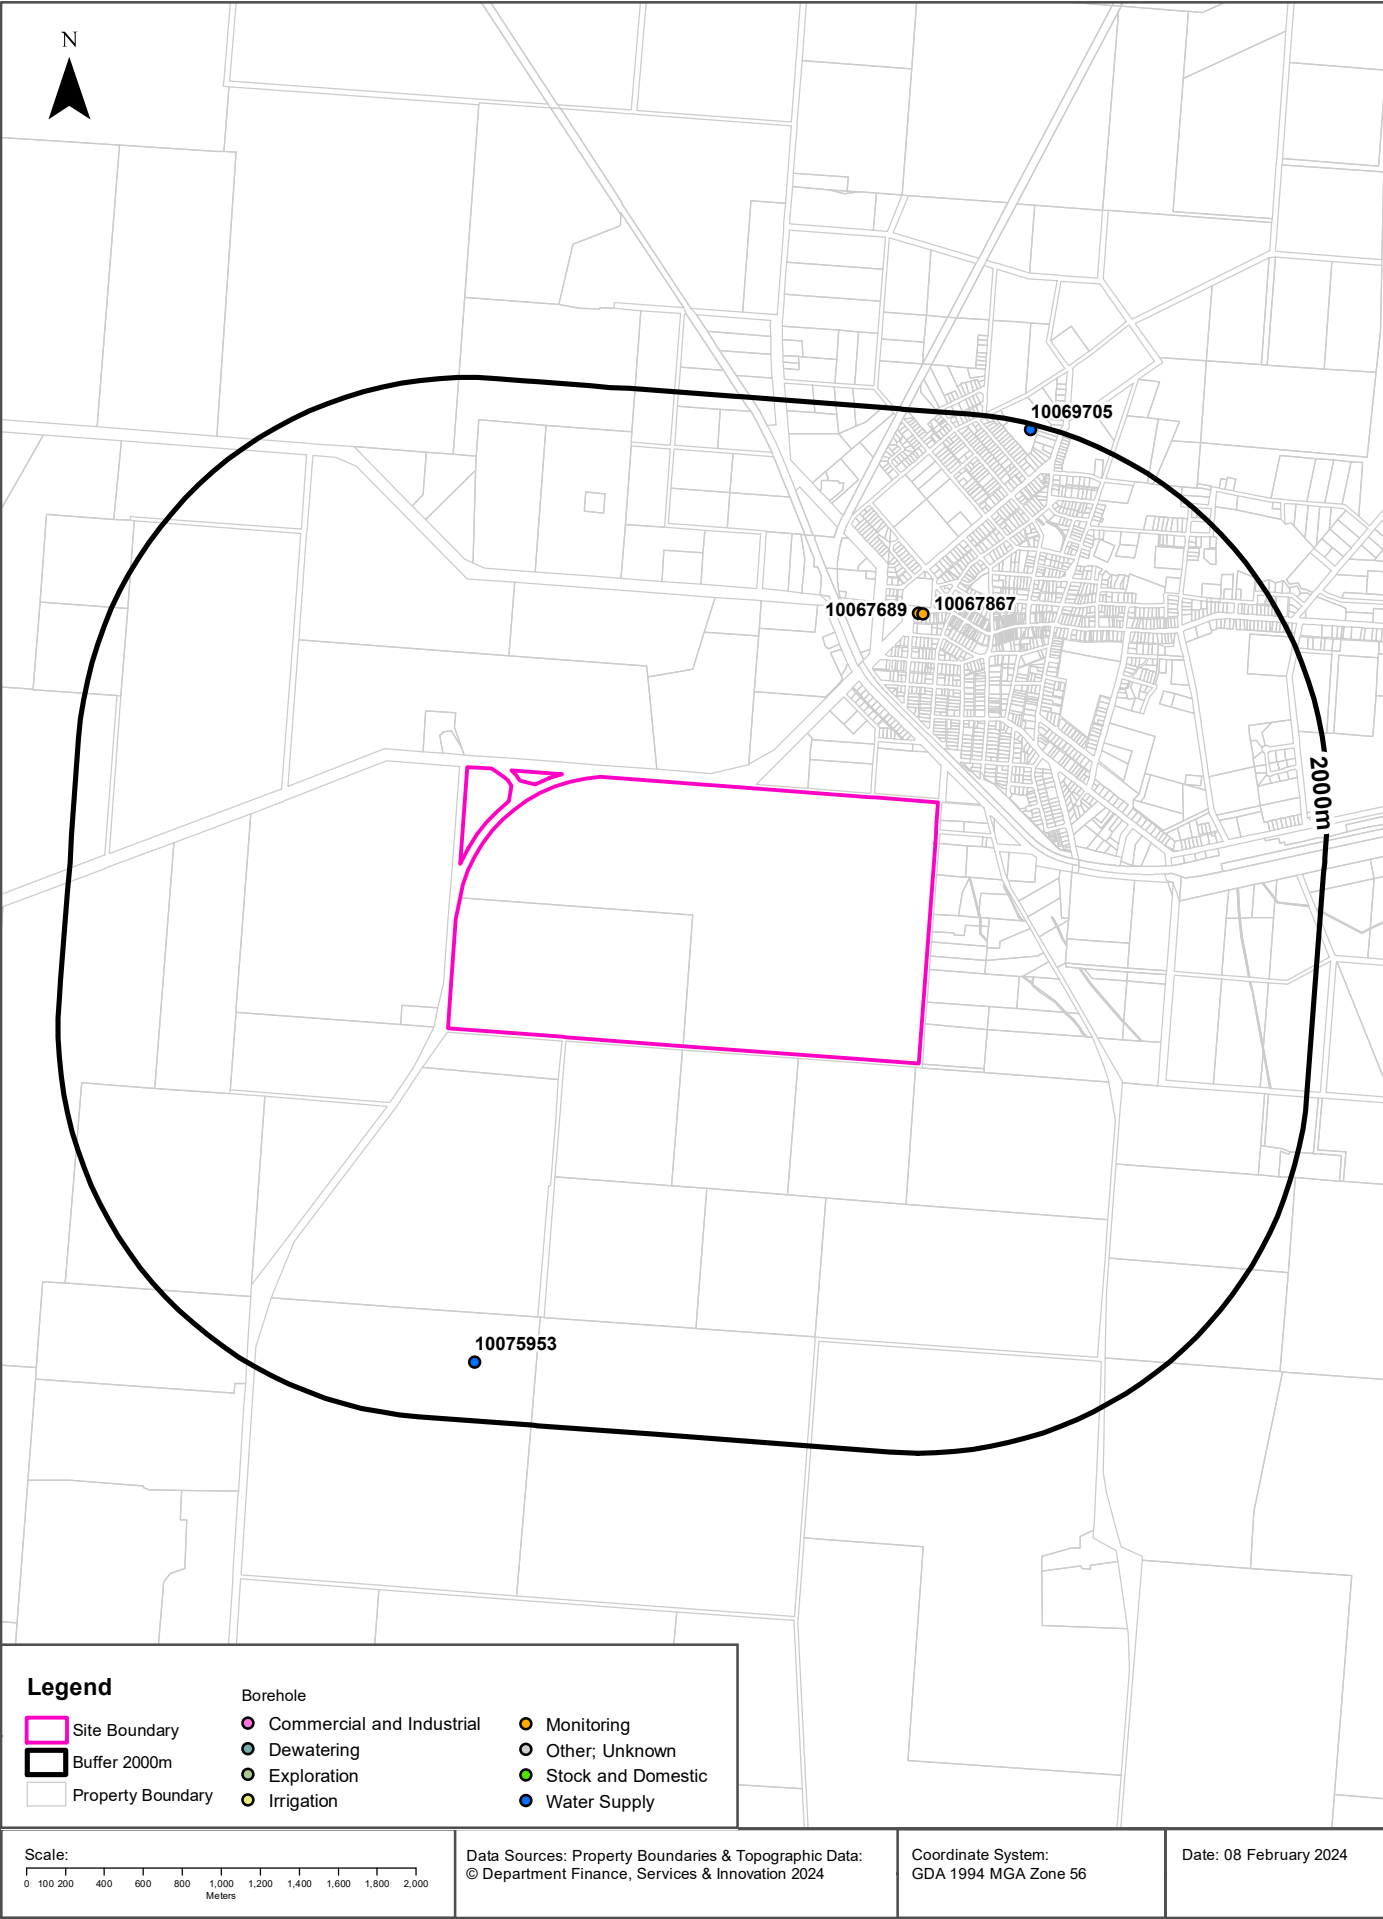 N
10069705
10067689
10067867
2000m
10075953
Legend
Site Boundary
Buffer 2000m
Property Boundary
Borehole
Commercial and Industrial
Dewatering
Exploration
Irrigation
Monitoring
Other; Unknown
Stock and Domestic
Water Supply
Scale:
0 100 200 400 600 800 1,000 1,200 1,400 1,600 1,800 2,000
Meters
Data Sources: Property Boundaries & Topographic Data:
© Department Finance, Services & Innovation 2024
Coordinate System:
GDA 1994 MGA Zone 56
Date: 08 February 2024